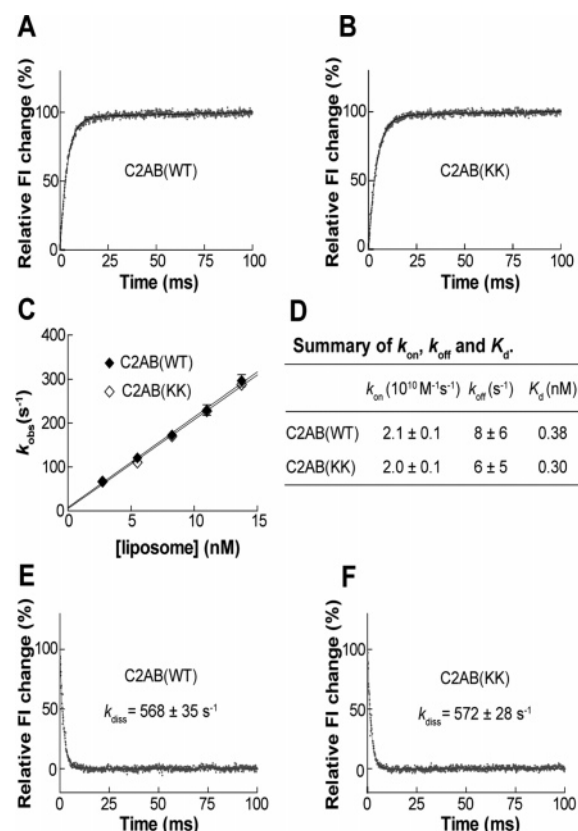 A
Relative FI change (%)
100
50
0
C2AB(WT)
0 25 50 75 100
Time (ms)
B
Relative FI change (%)
100
50
0
C2AB(KK)
0 25 50 75 100
Time (ms)
C
kobs(s-1)
400
300
200
100
0
C2AB(WT)
C2AB(KK)
0 5 10 15
[liposome] (nM)
D
Summary of kon, koff and Kd.
kon (10^10 M-1s-1) koff (s-1) Kd (nM)
C2AB(WT) 2.1 ± 0.1 8 ± 6 0.38
C2AB(KK) 2.0 ± 0.1 6 ± 5 0.30
E
Relative FI change (%)
100
50
0
C2AB(WT)
kdiss = 568 ± 35 s-1
0 25 50 75 100
Time (ms)
F
Relative FI change (%)
100
50
0
C2AB(KK)
kdiss = 572 ± 28 s-1
0 25 50 75 100
Time (ms)